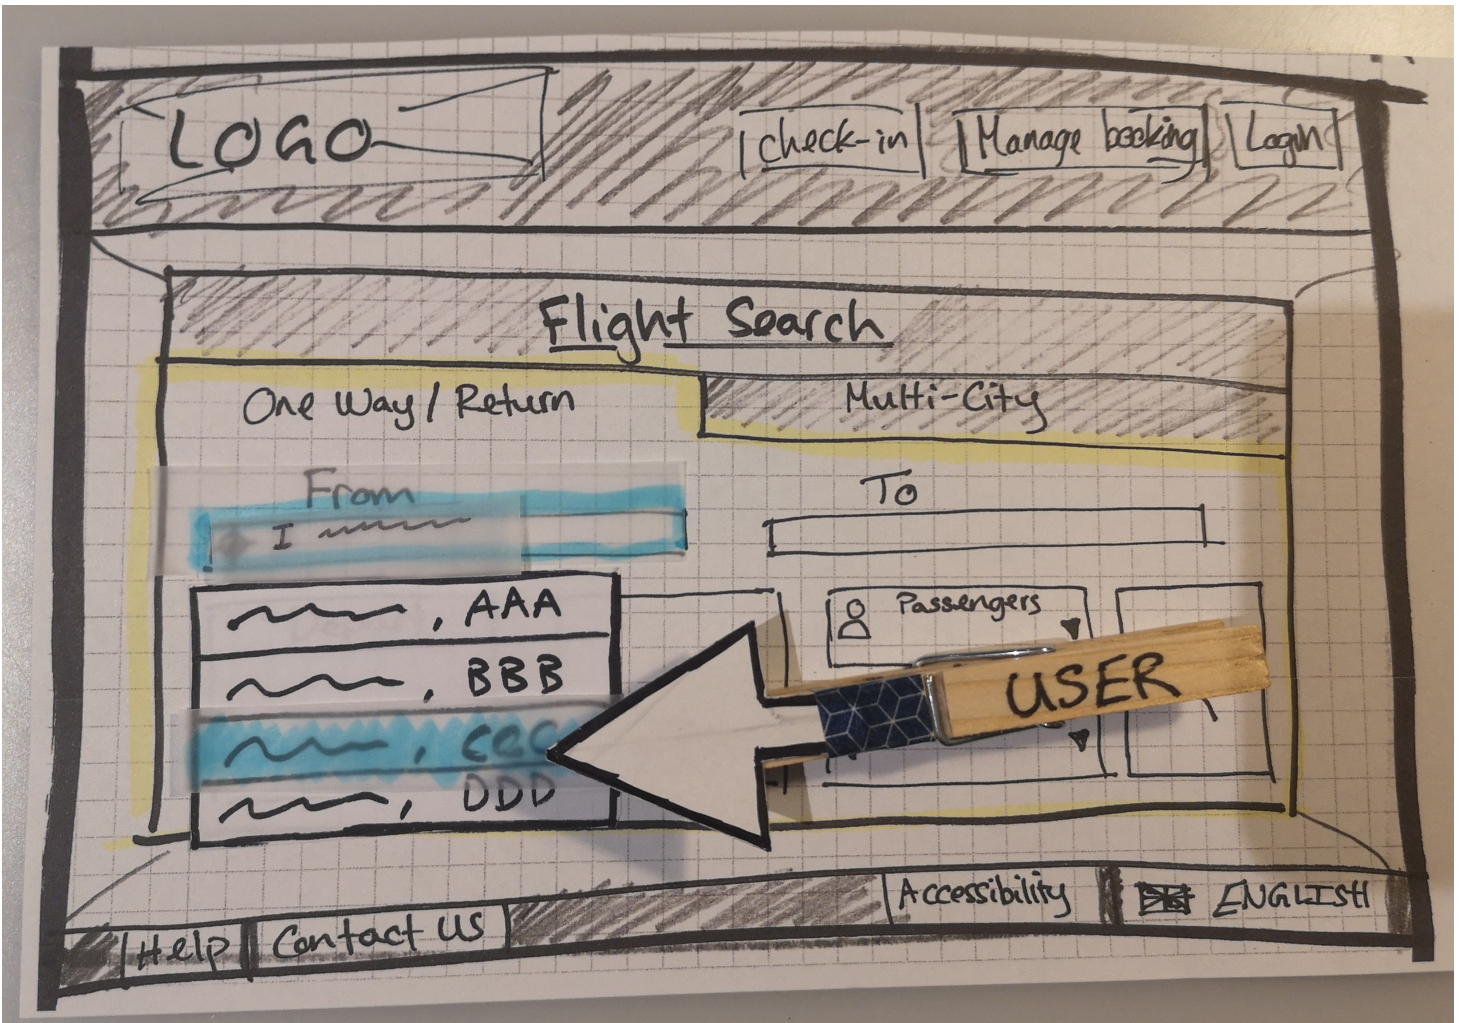 LOGO
check-in
Manage booking
Login
Flight Search
One Way / Return
Multi-City
From
To
I
, AAA
, BBB
, CCC
, DDD
Passengers
USER
Help
Contact US
Accessibility
ENGLISH